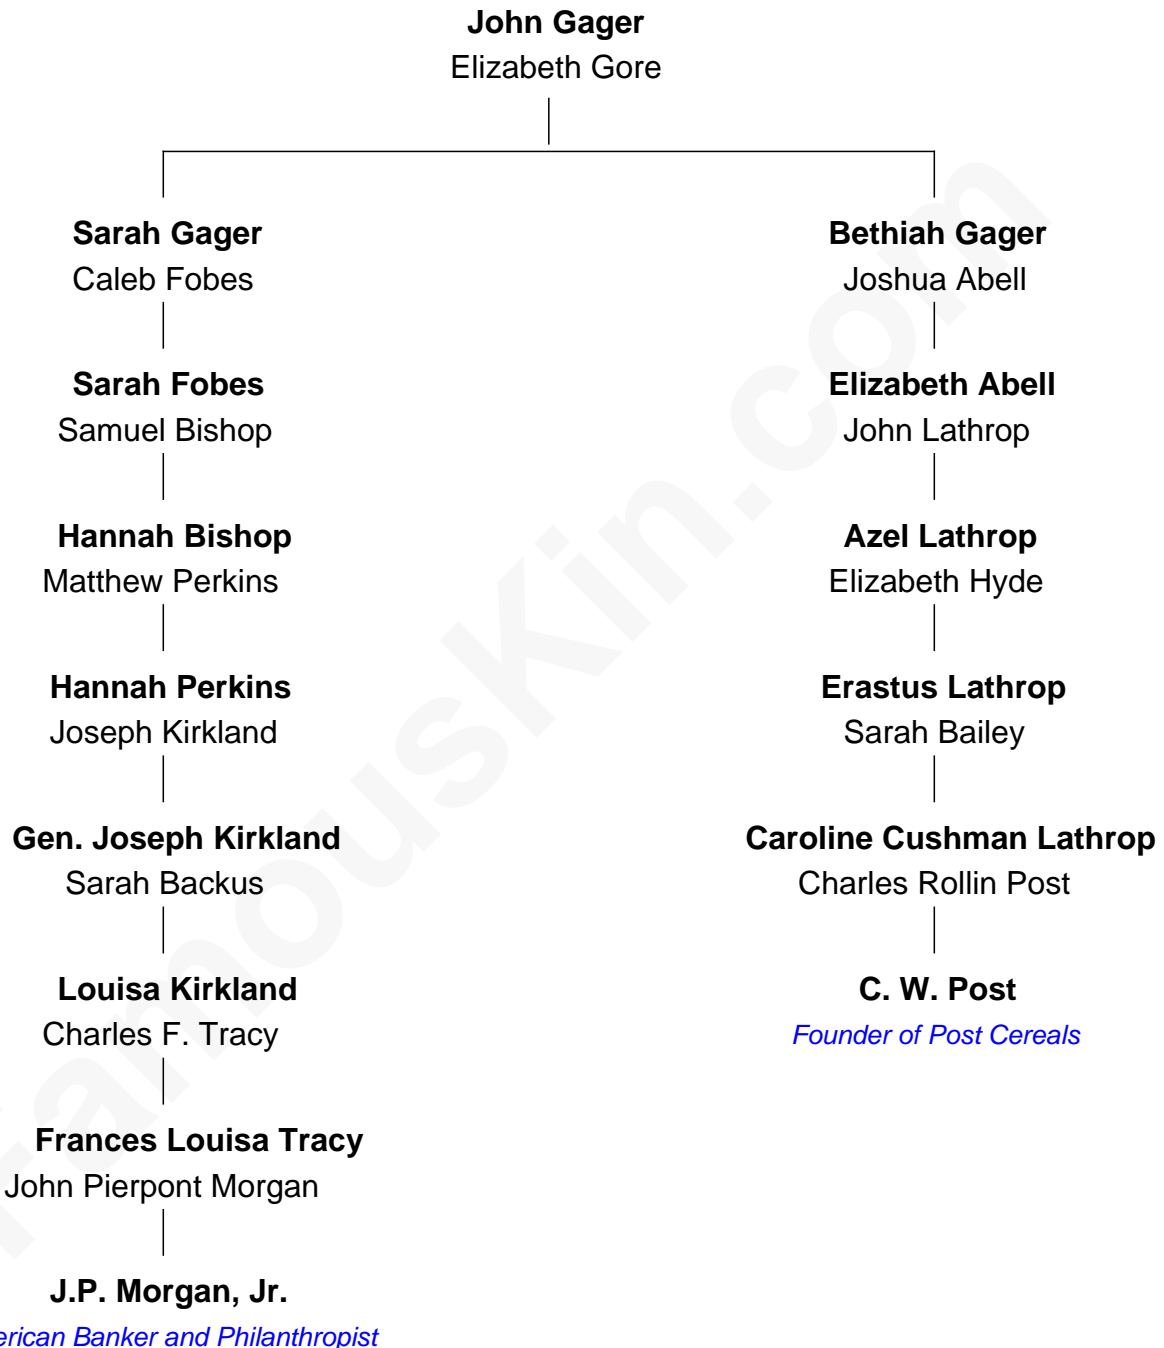 John Gager
Elizabeth Gore
Sarah Gager
Caleb Fobes
Sarah Fobes
Samuel Bishop
Hannah Bishop
Matthew Perkins
Hannah Perkins
Joseph Kirkland
Gen. Joseph Kirkland
Sarah Backus
Louisa Kirkland
Charles F. Tracy
Frances Louisa Tracy
John Pierpont Morgan
J.P. Morgan, Jr.
erican Banker and Philanthropist
Bethiah Gager
Joshua Abell
Elizabeth Abell
John Lathrop
Azel Lathrop
Elizabeth Hyde
Erastus Lathrop
Sarah Bailey
Caroline Cushman Lathrop
Charles Rollin Post
C. W. Post
Founder of Post Cereals
FamousKin.com